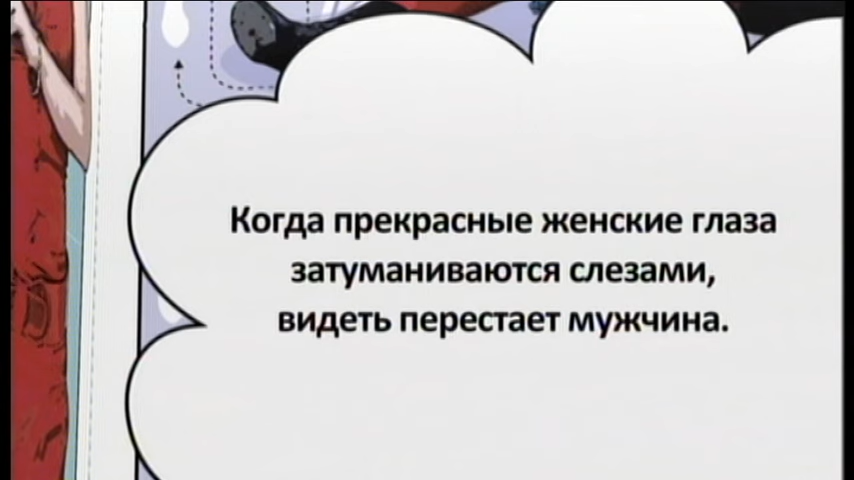 Когда прекрасные женские глаза
затуманиваются слезами,
видеть перестает мужчина.